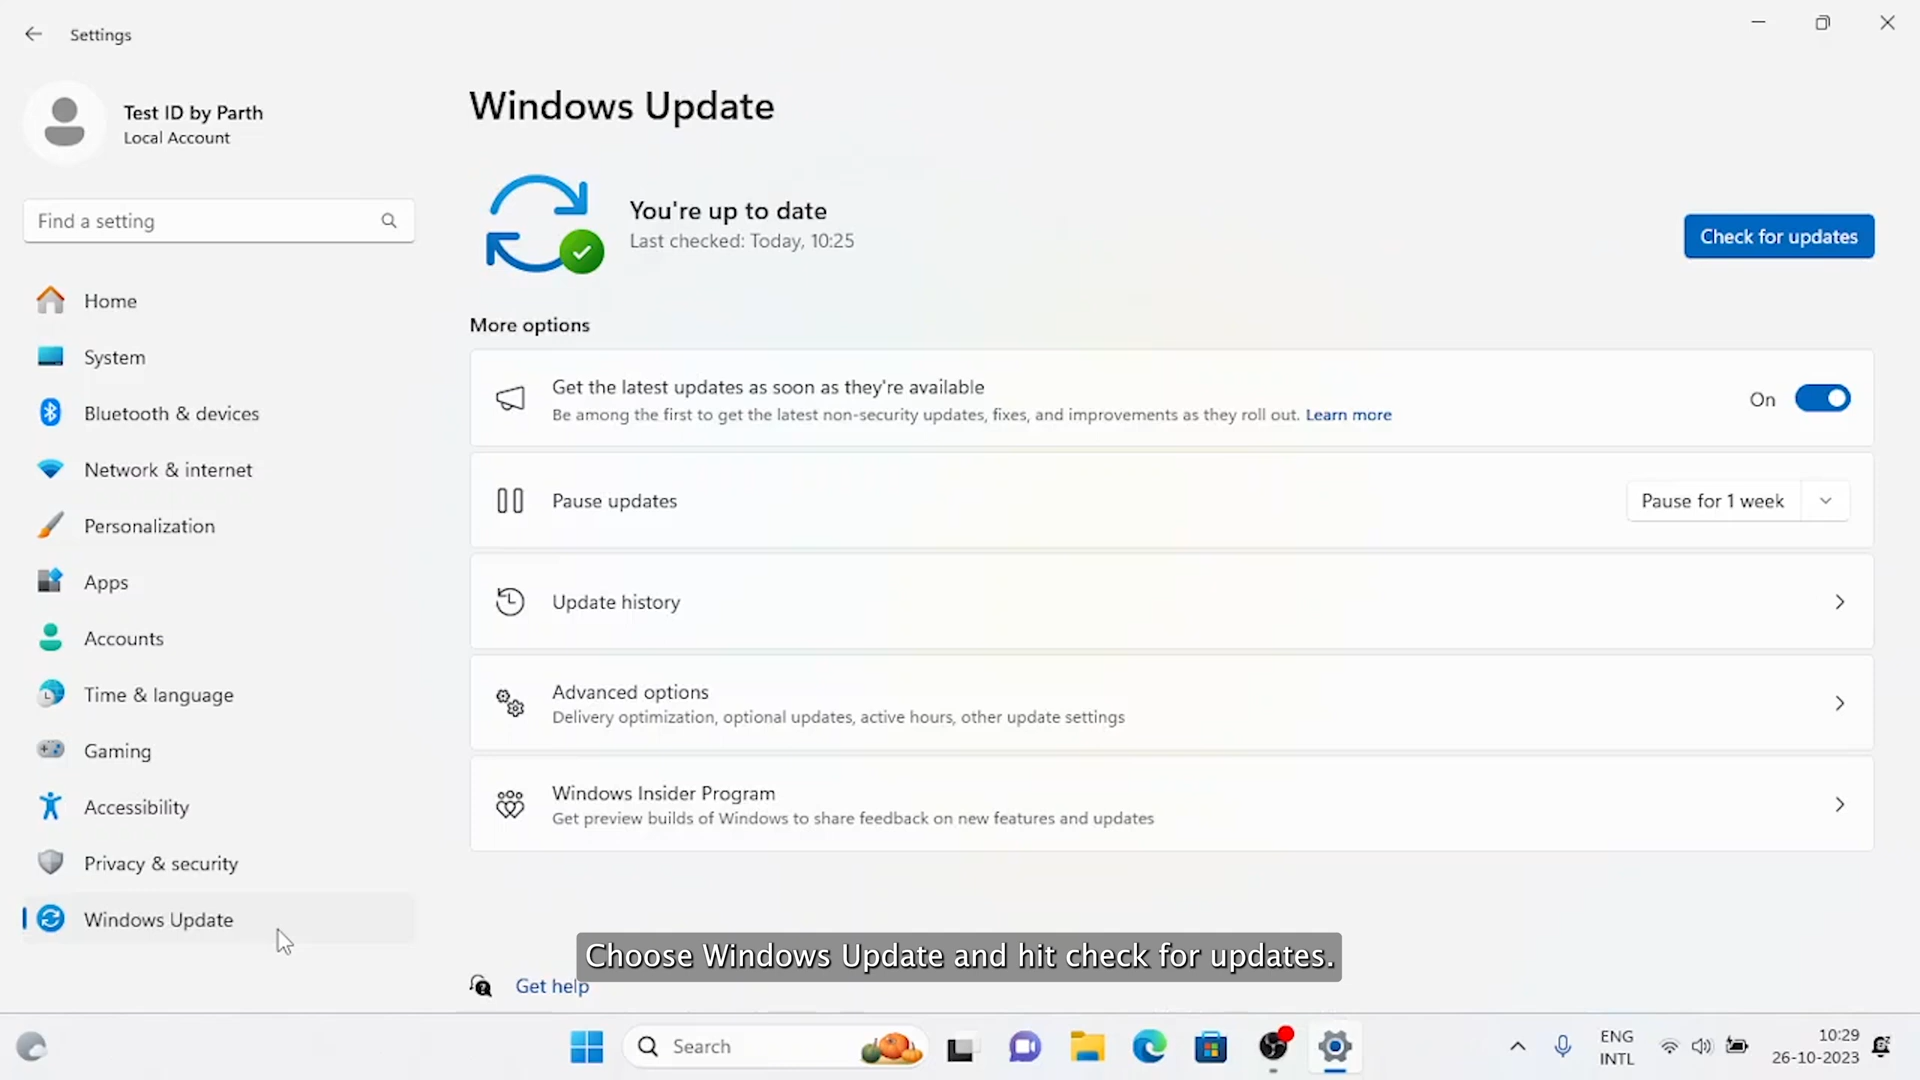 Settings
Test ID by Parth
Local Account
Find a setting
Home
System
Bluetooth & devices
Network & internet
Personalization
Apps
Accounts
Time & language
Gaming
Accessibility
Privacy & security
Windows Update
Windows Update
You're up to date
Last checked: Today, 10:25
Check for updates
More options
Get the latest updates as soon as they're available
Be among the first to get the latest non-security updates, fixes, and improvements as they roll out. Learn more
On
Pause updates
Pause for 1 week
Update history
Advanced options
Delivery optimization, optional updates, active hours, other update settings
Windows Insider Program
Get preview builds of Windows to share feedback on new features and updates
Choose Windows Update and hit check for updates.
Get help
Search
ENG
INTL
10:29
26-10-2023